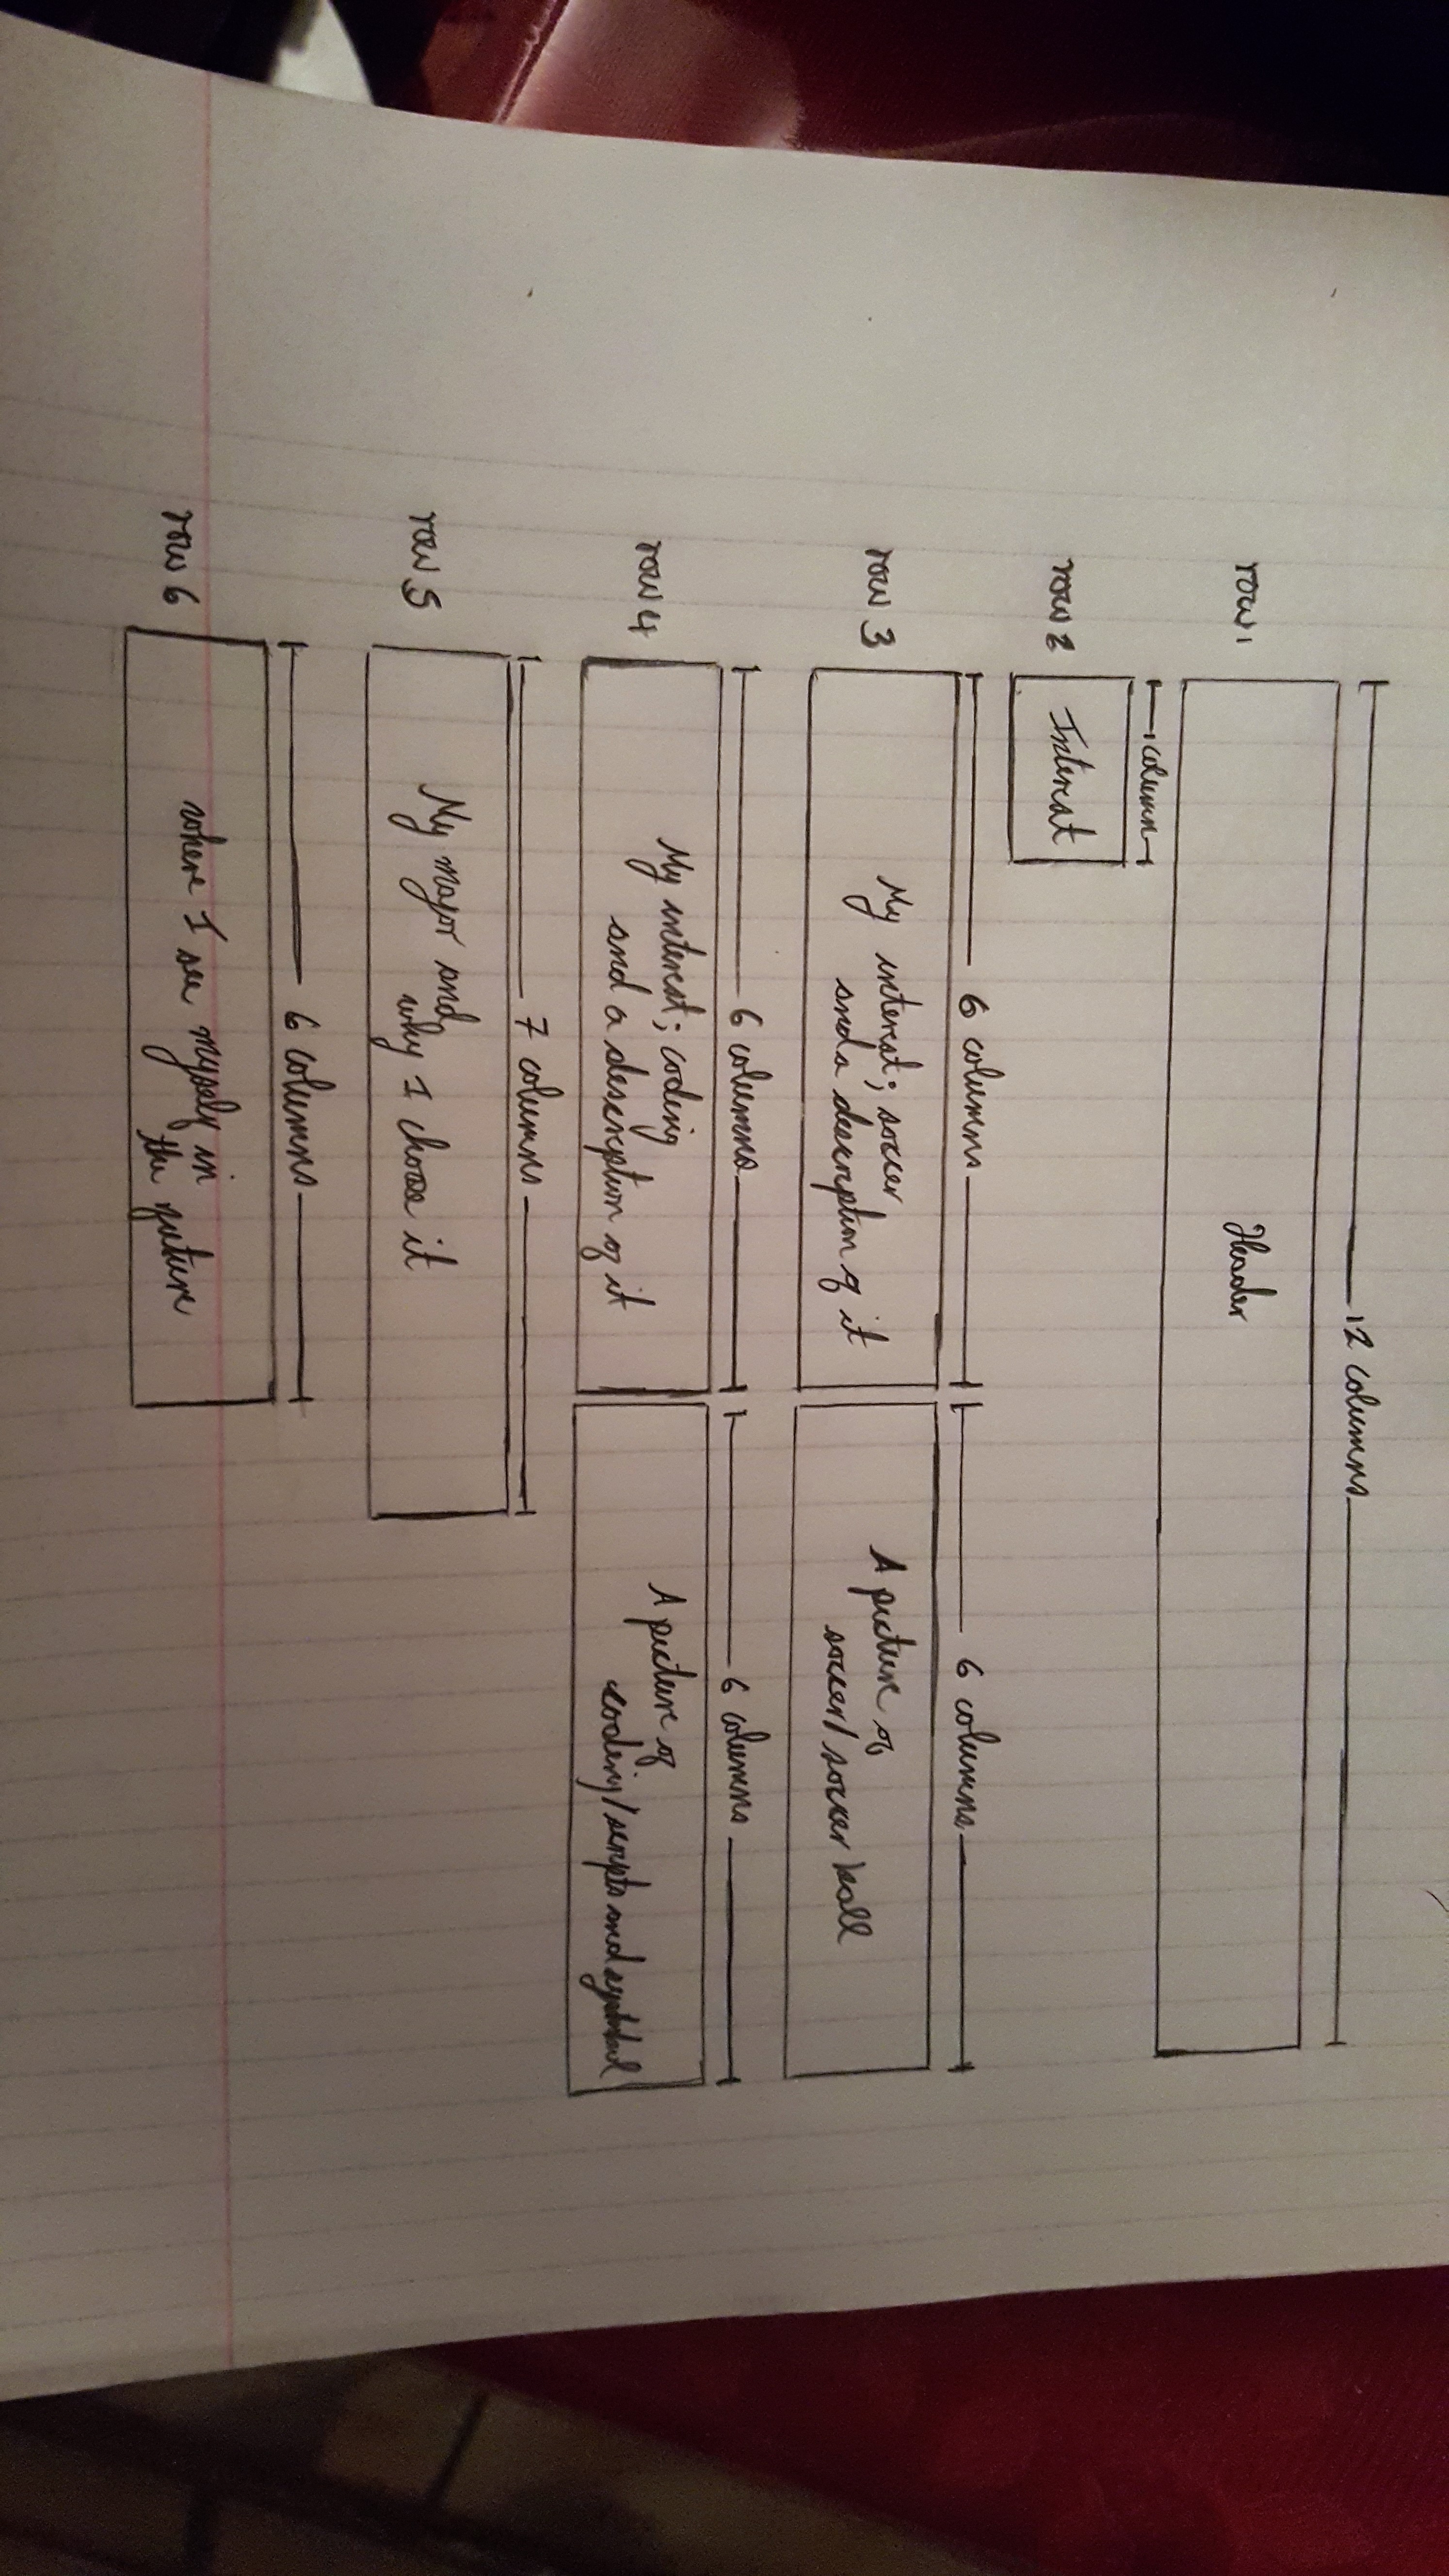 12 columns
row 1
Header
1 column
row 2
Interest
6 columns
6 columns
row 3
My interest; soccer
and a description of it
A picture of
soccer/soccer ball
6 columns
6 columns
row 4
My interest; coding
and a description of it
A picture of
coding/scripts and
7 columns
row 5
My major and
why I choose it
6 columns
row 6
where I see myself in
the future